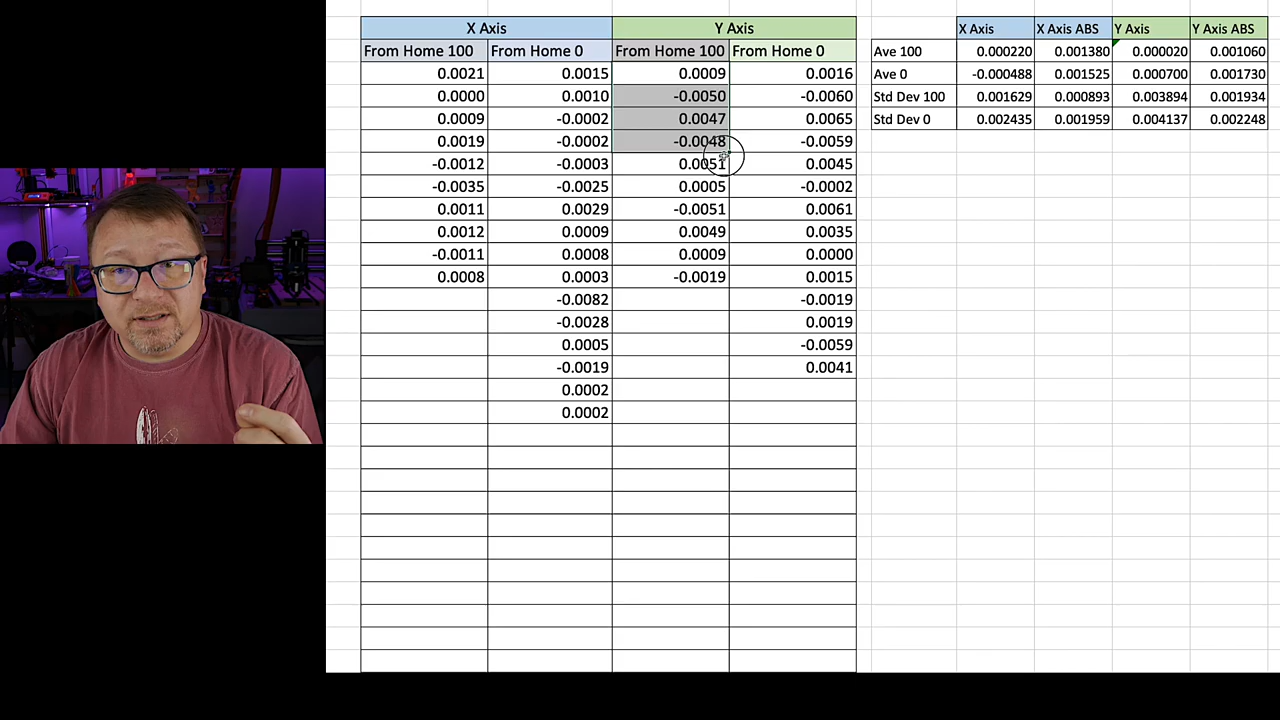 X Axis Y Axis
From Home 100 From Home 0 From Home 100 From Home 0
0.0021 0.0015 0.0009 0.0016
0.0000 0.0010 -0.0050 -0.0060
0.0009 -0.0002 0.0047 0.0065
0.0019 -0.0002 -0.0048 -0.0059
-0.0012 -0.0003 0.0051 0.0045
-0.0035 -0.0025 0.0005 -0.0002
0.0011 0.0029 -0.0051 0.0061
0.0012 0.0009 0.0049 0.0035
-0.0011 0.0008 0.0009 0.0000
0.0008 0.0003 -0.0019 0.0015
-0.0082 -0.0019
-0.0028 0.0019
0.0005 -0.0059
-0.0019 0.0041
0.0002
0.0002
X Axis X Axis ABS Y Axis Y Axis ABS
Ave 100 0.000220 0.001380 0.000020 0.001060
Ave 0 -0.000488 0.001525 0.000700 0.001730
Std Dev 100 0.001629 0.000893 0.003894 0.001934
Std Dev 0 0.002435 0.001959 0.004137 0.002248